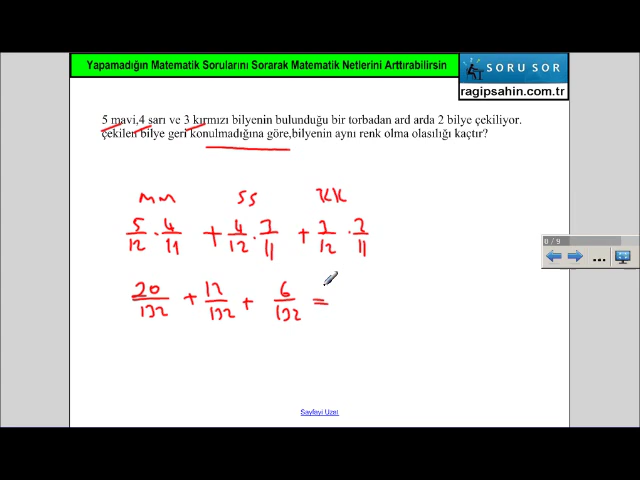 Yapamadığın Matematik Sorularını Sorarak Matematik Netlerini Arttırabilirsin
SORU SOR
ragipsahin.com.tr
5 mavi,4 sarı ve 3 kırmızı bilyenin bulunduğu bir torbadan ard arda 2 bilye çekiliyor.
çekilen bilye geri konulmadığına göre,bilyenin aynı renk olma olasılığı kaçtır?
mm SS KK
5/12 · 4/11 + 4/12 · 3/11 + 3/12 · 2/11
20/132 + 12/132 + 6/132 =
0 / 9
Sayfayı Uzat